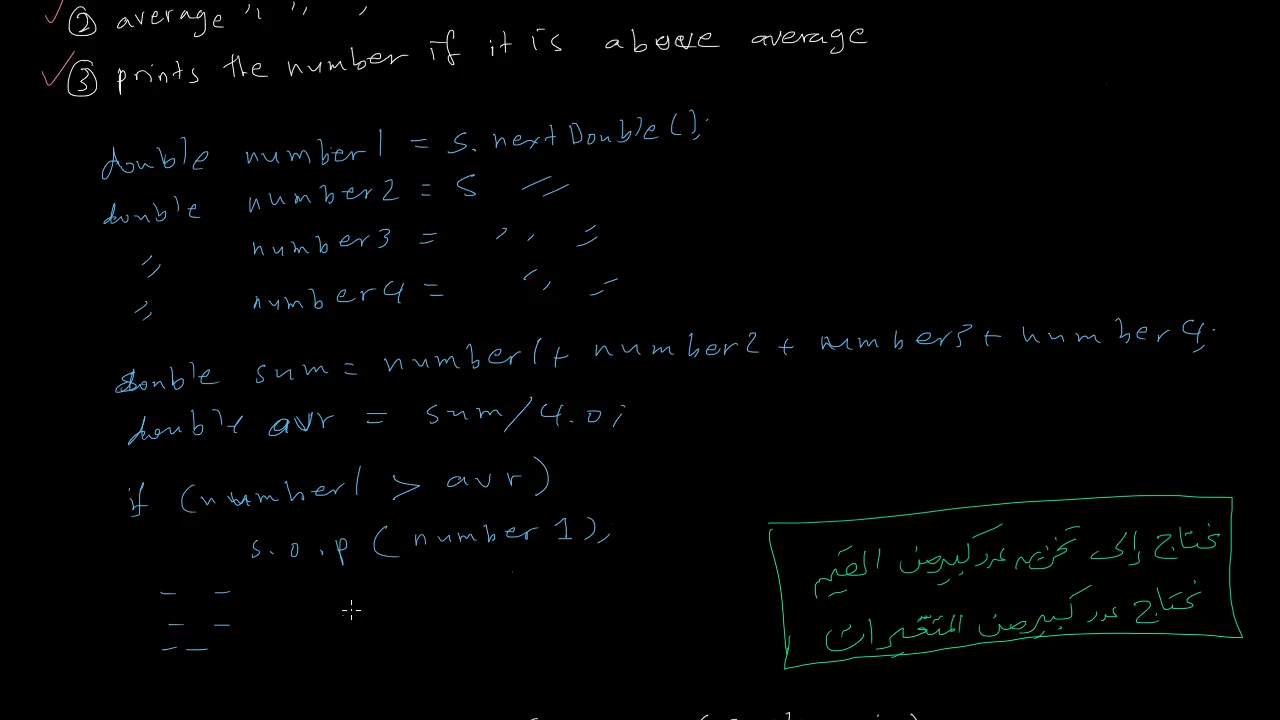 ② average " " "
③ prints the number if it is above average
double number1 = s.nextDouble();
double number2 = s "
" number3 = " "
" number4 = " "
double sum = number1 + number2 + number3 + number4;
double avr = sum/4.0;
if (number1 > avr)
s.o.p (number1);
نحتاج إلى تخزين عدد كبير من القيم
نحتاج عدد كبير من المتغيرات